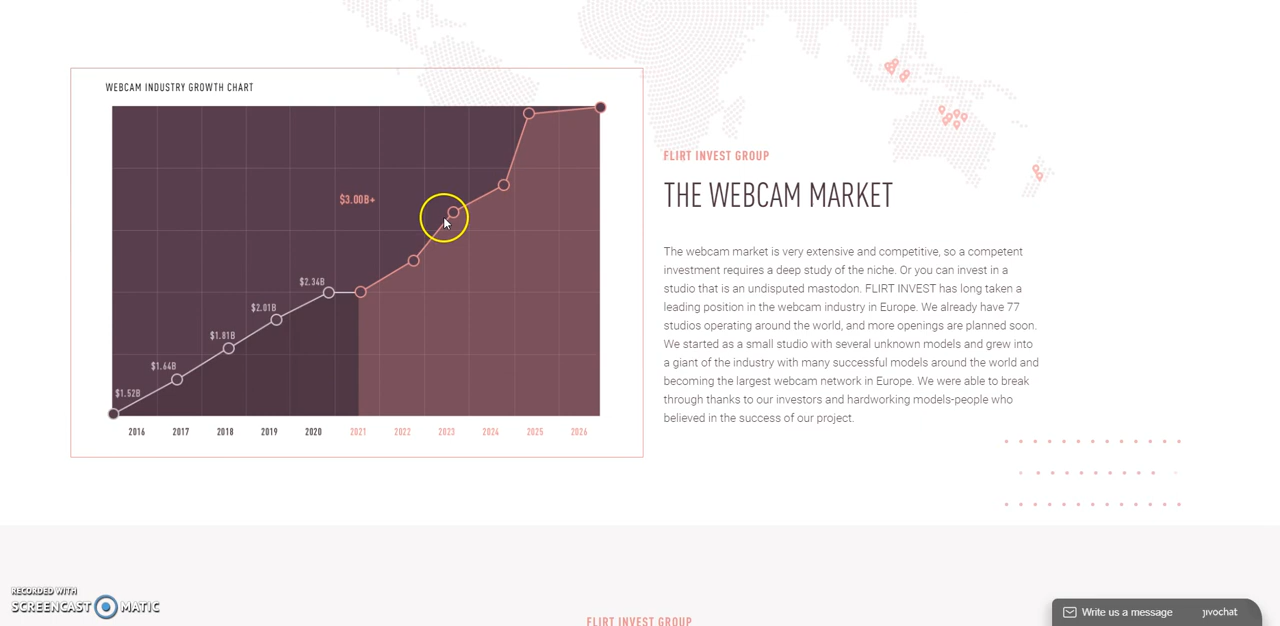 WEBCAM INDUSTRY GROWTH CHART
$3.00B+
$2.34B
$2.01B
$1.81B
$1.64B
$1.52B
2016 2017 2018 2019 2020 2021 2022 2023 2024 2025 2026
FLIRT INVEST GROUP
THE WEBCAM MARKET
The webcam market is very extensive and competitive, so a competent
investment requires a deep study of the niche. Or you can invest in a
studio that is an undisputed mastodon. FLIRT INVEST has long taken a
leading position in the webcam industry in Europe. We already have 77
studios operating around the world, and more openings are planned soon.
We started as a small studio with several unknown models and grew into
a giant of the industry with many successful models around the world and
becoming the largest webcam network in Europe. We were able to break
through thanks to our investors and hardworking models-people who
believed in the success of our project.
FLIRT INVEST GROUP
RECORDED WITH
SCREENCAST MATIC
Write us a message jivochat